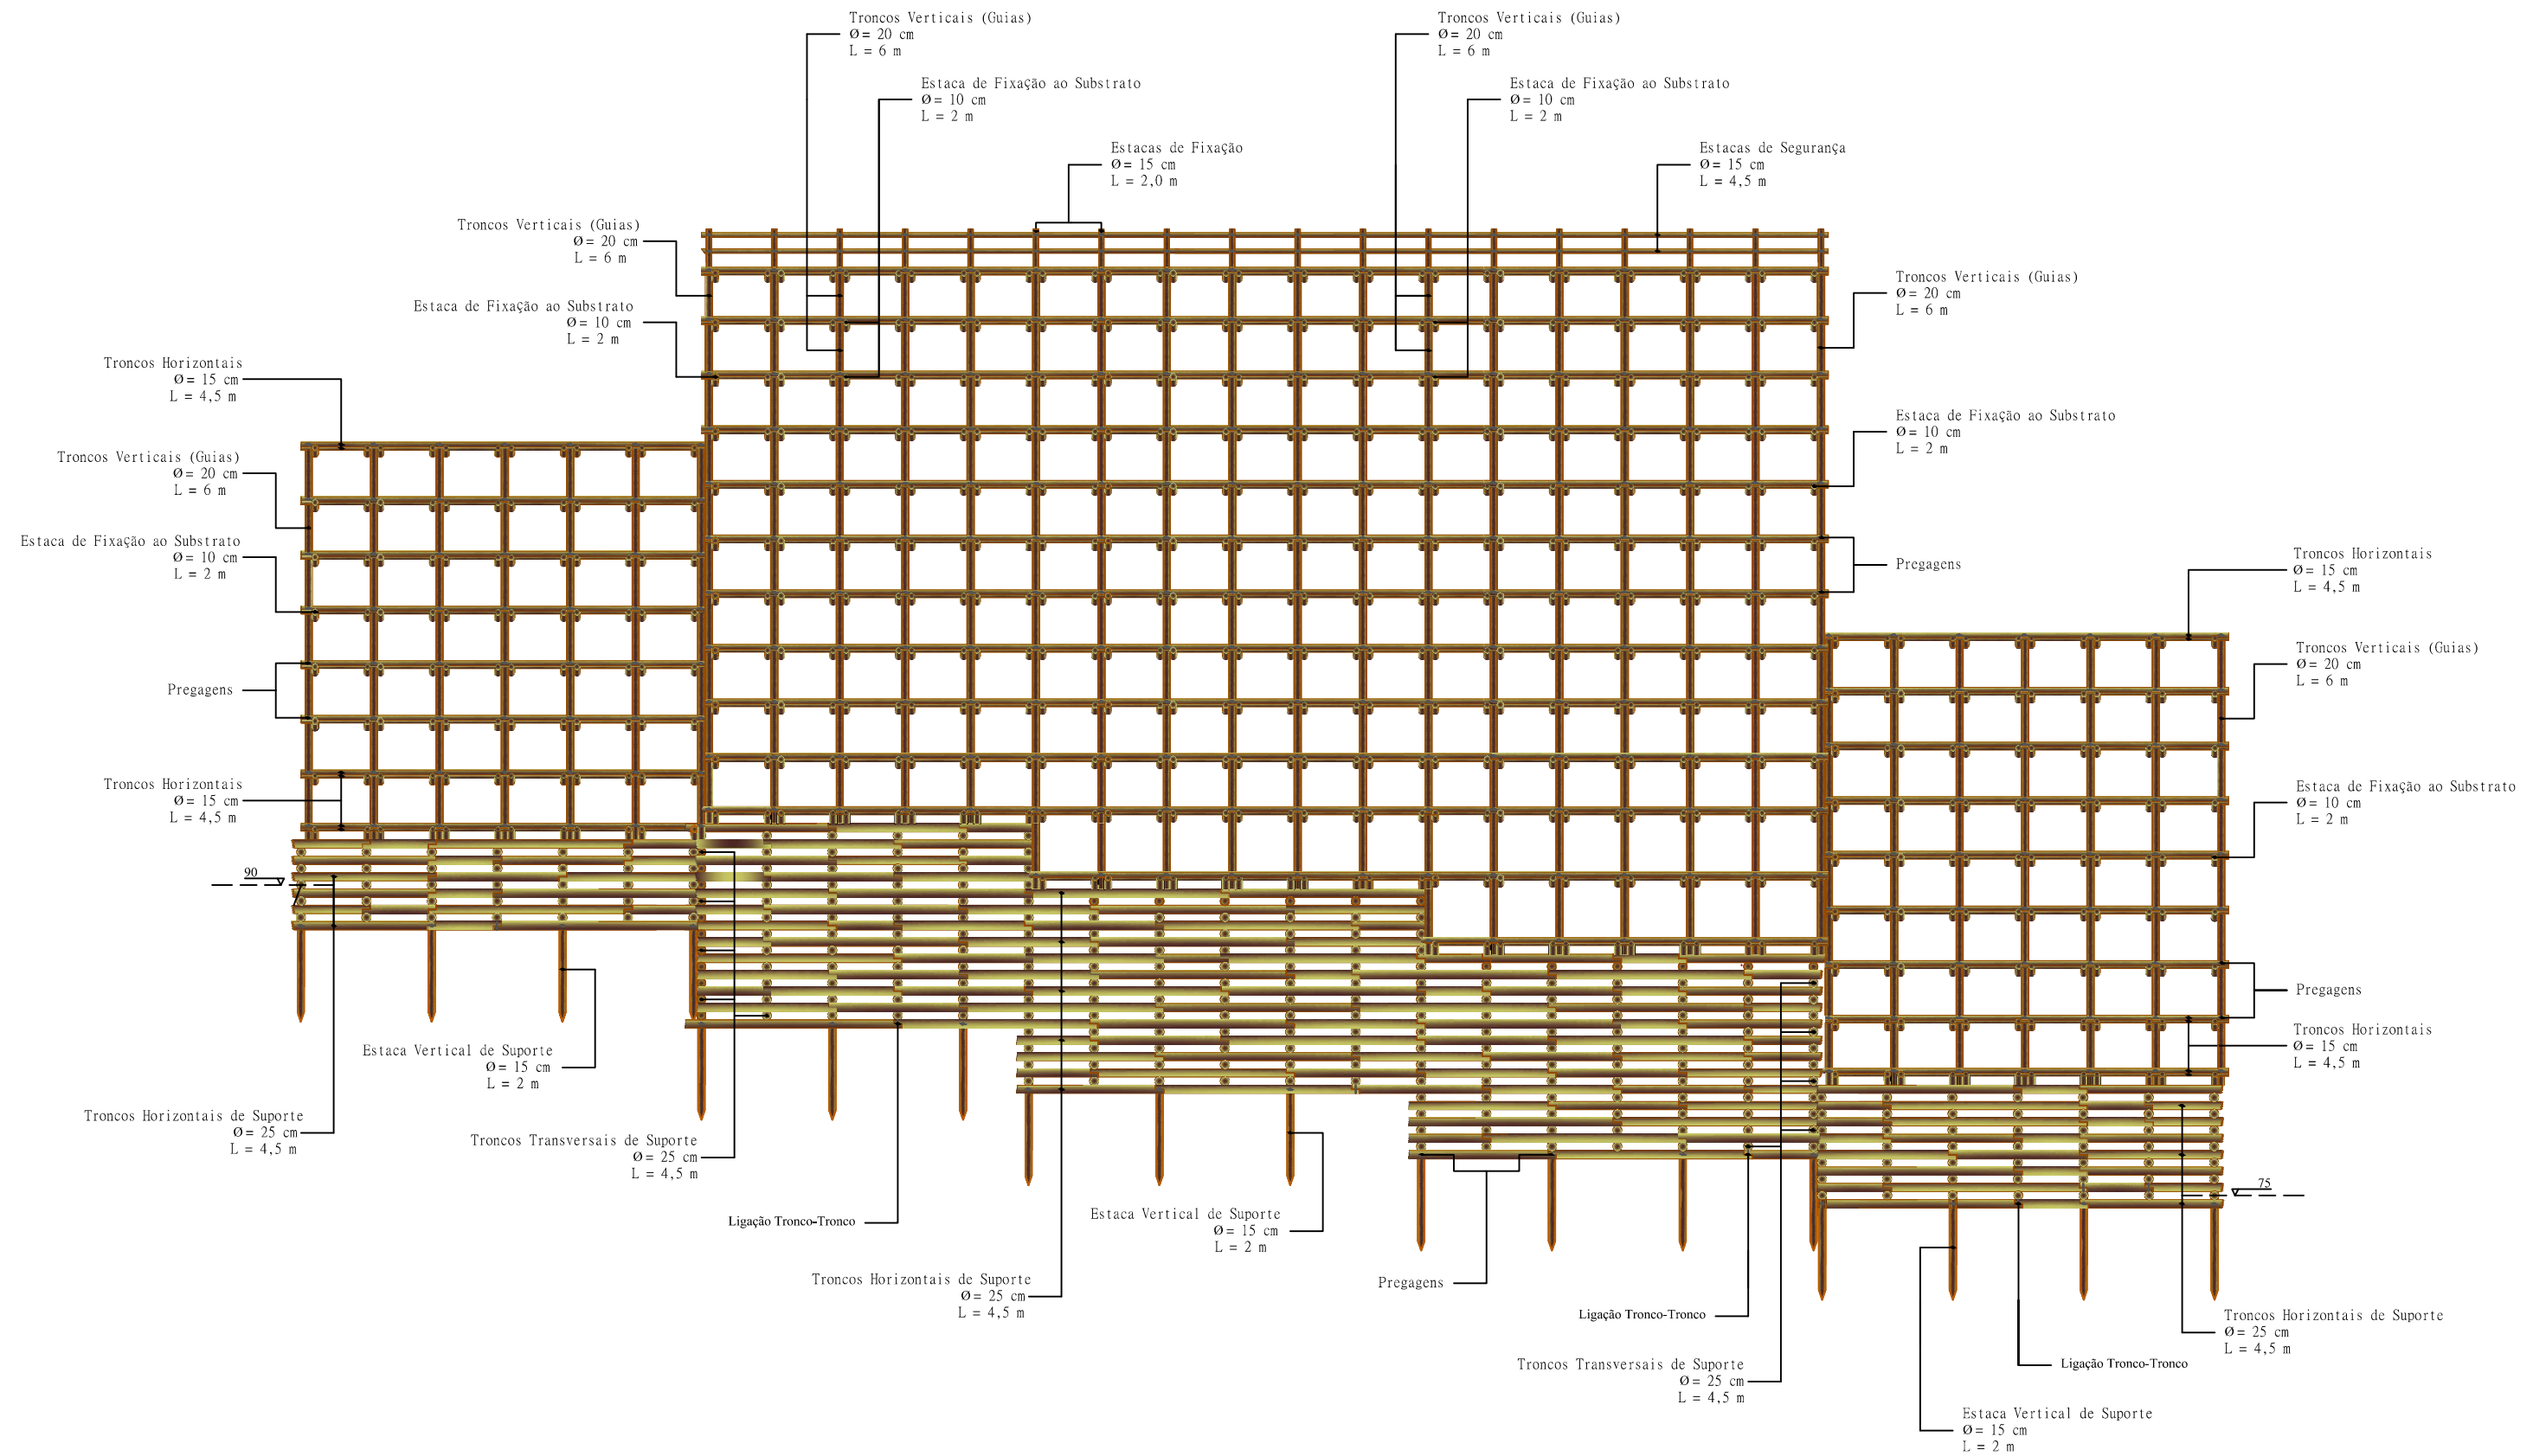 Troncos Verticais (Guias)
Ø= 20 cm
L = 6 m
Troncos Verticais (Guias)
Ø= 20 cm
L = 6 m
Estaca de Fixação ao Substrato
Ø= 10 cm
L = 2 m
Estaca de Fixação ao Substrato
Ø= 10 cm
L = 2 m
Estacas de Fixação
Ø= 15 cm
L = 2,0 m
Estacas de Segurança
Ø= 15 cm
L = 4,5 m
Troncos Verticais (Guias)
Ø= 20 cm
L = 6 m
Troncos Verticais (Guias)
Ø= 20 cm
L = 6 m
Estaca de Fixação ao Substrato
Ø= 10 cm
L = 2 m
Troncos Horizontais
Ø= 15 cm
L = 4,5 m
Estaca de Fixação ao Substrato
Ø= 10 cm
L = 2 m
Troncos Verticais (Guias)
Ø= 20 cm
L = 6 m
Estaca de Fixação ao Substrato
Ø= 10 cm
L = 2 m
Pregagens
Troncos Horizontais
Ø= 15 cm
L = 4,5 m
Troncos Verticais (Guias)
Ø= 20 cm
L = 6 m
Pregagens
Troncos Horizontais
Ø= 15 cm
L = 4,5 m
Estaca de Fixação ao Substrato
Ø= 10 cm
L = 2 m
90
Pregagens
Troncos Horizontais
Ø= 15 cm
L = 4,5 m
Estaca Vertical de Suporte
Ø= 15 cm
L = 2 m
Troncos Horizontais de Suporte
Ø= 25 cm
L = 4,5 m
Troncos Transversais de Suporte
Ø= 25 cm
L = 4,5 m
75
Ligação Tronco-Tronco
Estaca Vertical de Suporte
Ø= 15 cm
L = 2 m
Troncos Horizontais de Suporte
Ø= 25 cm
L = 4,5 m
Pregagens
Ligação Tronco-Tronco
Troncos Horizontais de Suporte
Ø= 25 cm
L = 4,5 m
Troncos Transversais de Suporte
Ø= 25 cm
L = 4,5 m
Ligação Tronco-Tronco
Estaca Vertical de Suporte
Ø= 15 cm
L = 2 m